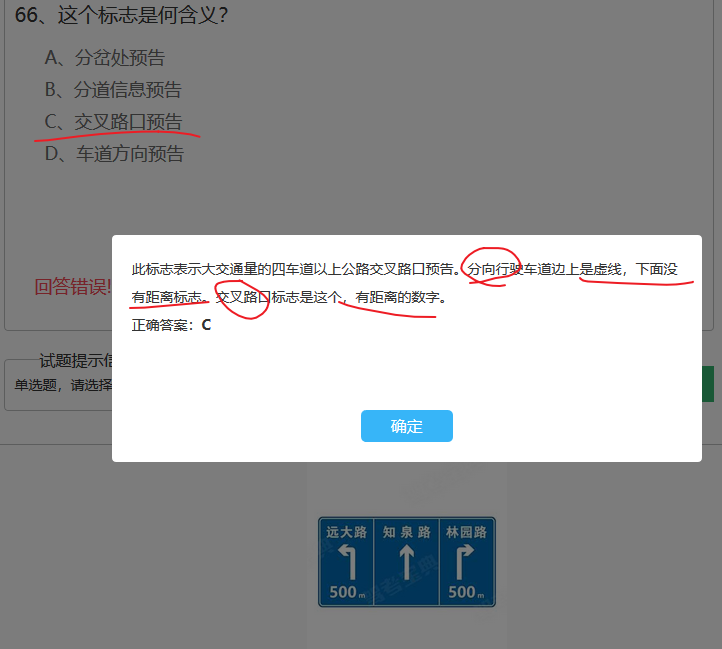 66、这个标志是何含义?
A、分岔处预告
B、分道信息预告
C、交叉路口预告
D、车道方向预告
此标志表示大交通量的四车道以上公路交叉路口预告。分向行驶车道边上是虚线，下面没
有距离标志。交叉路口标志是这个，有距离的数字。
回答错误!
正确答案：C
试题提示信
单选题，请选择
确定
远大路 知泉路 林园路
500m 500m